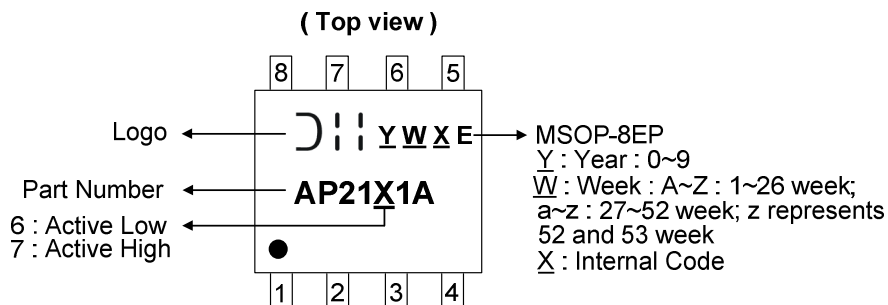 ( Top view )
8 7 6 5
Logo
Y W X E
MSOP-8EP
Y : Year : 0~9
W : Week : A~Z : 1~26 week;
a~z : 27~52 week; z represents
52 and 53 week
X : Internal Code
Part Number
AP21X1A
6 : Active Low
7 : Active High
1 2 3 4